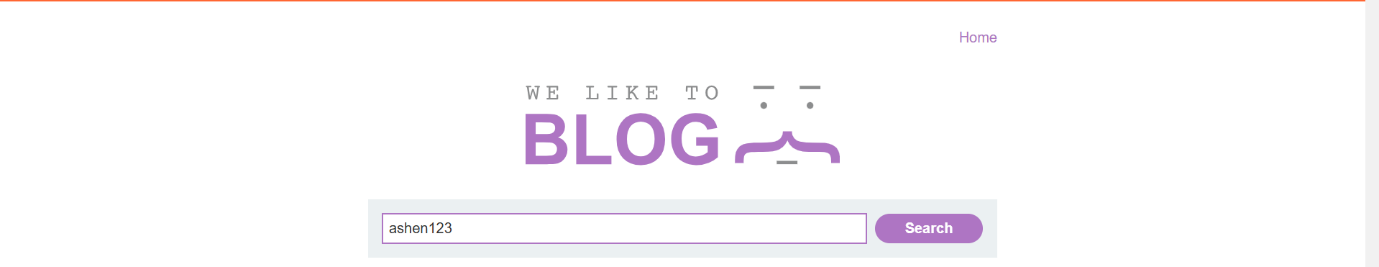 Home
WE LIKE TO
BLOG
ashen123
Search